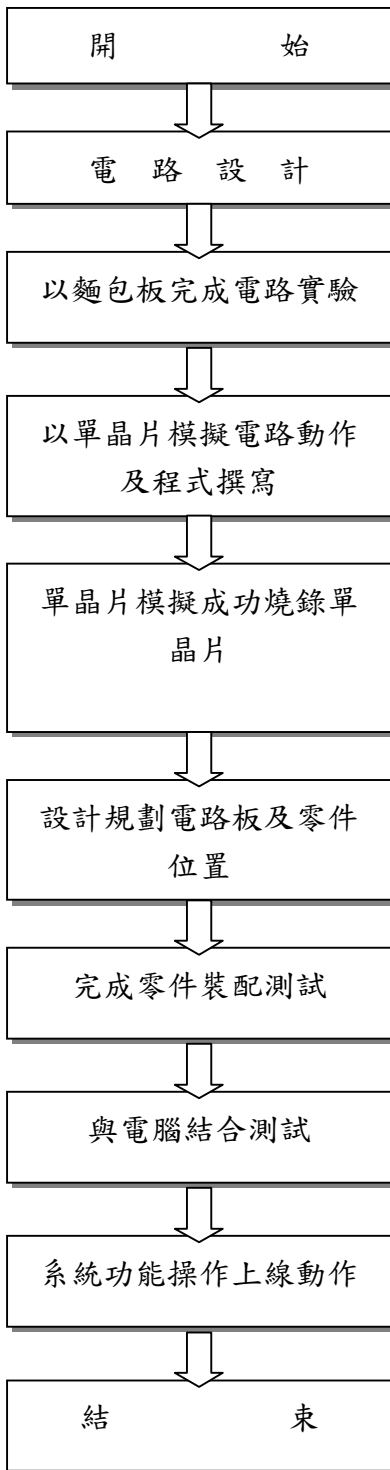 開始
電路設計
以麵包板完成電路實驗
以單晶片模擬電路動作
及程式撰寫
單晶片模擬成功燒錄單
晶片
設計規劃電路板及零件
位置
完成零件裝配測試
與電腦結合測試
系統功能操作上線動作
結束